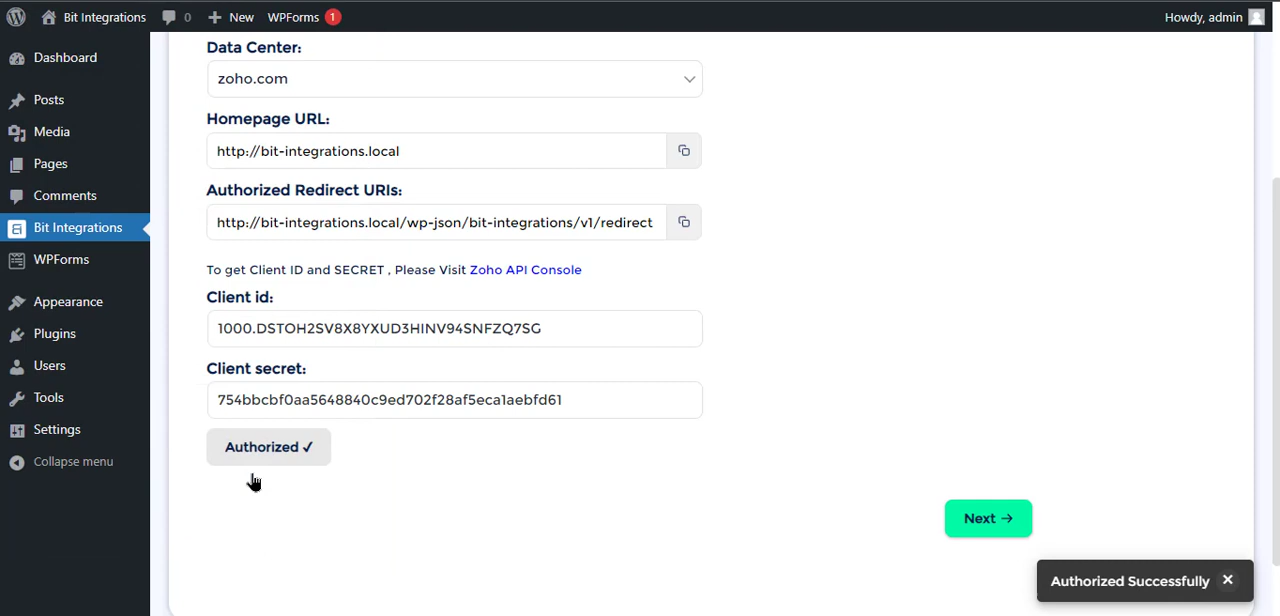 Bit Integrations 0 + New WPForms 1 Howdy, admin
Dashboard
Posts
Media
Pages
Comments
Bit Integrations
WPForms
Appearance
Plugins
Users
Tools
Settings
Collapse menu
Data Center:
zoho.com
Homepage URL:
http://bit-integrations.local
Authorized Redirect URIs:
http://bit-integrations.local/wp-json/bit-integrations/v1/redirect
To get Client ID and SECRET , Please Visit Zoho API Console
Client id:
1000.DSTOH2SV8X8YXUD3HINV94SNFZQ7SG
Client secret:
754bbcbf0aa5648840c9ed702f28af5eca1aebfd61
Authorized ✓
Next →
Authorized Successfully ×